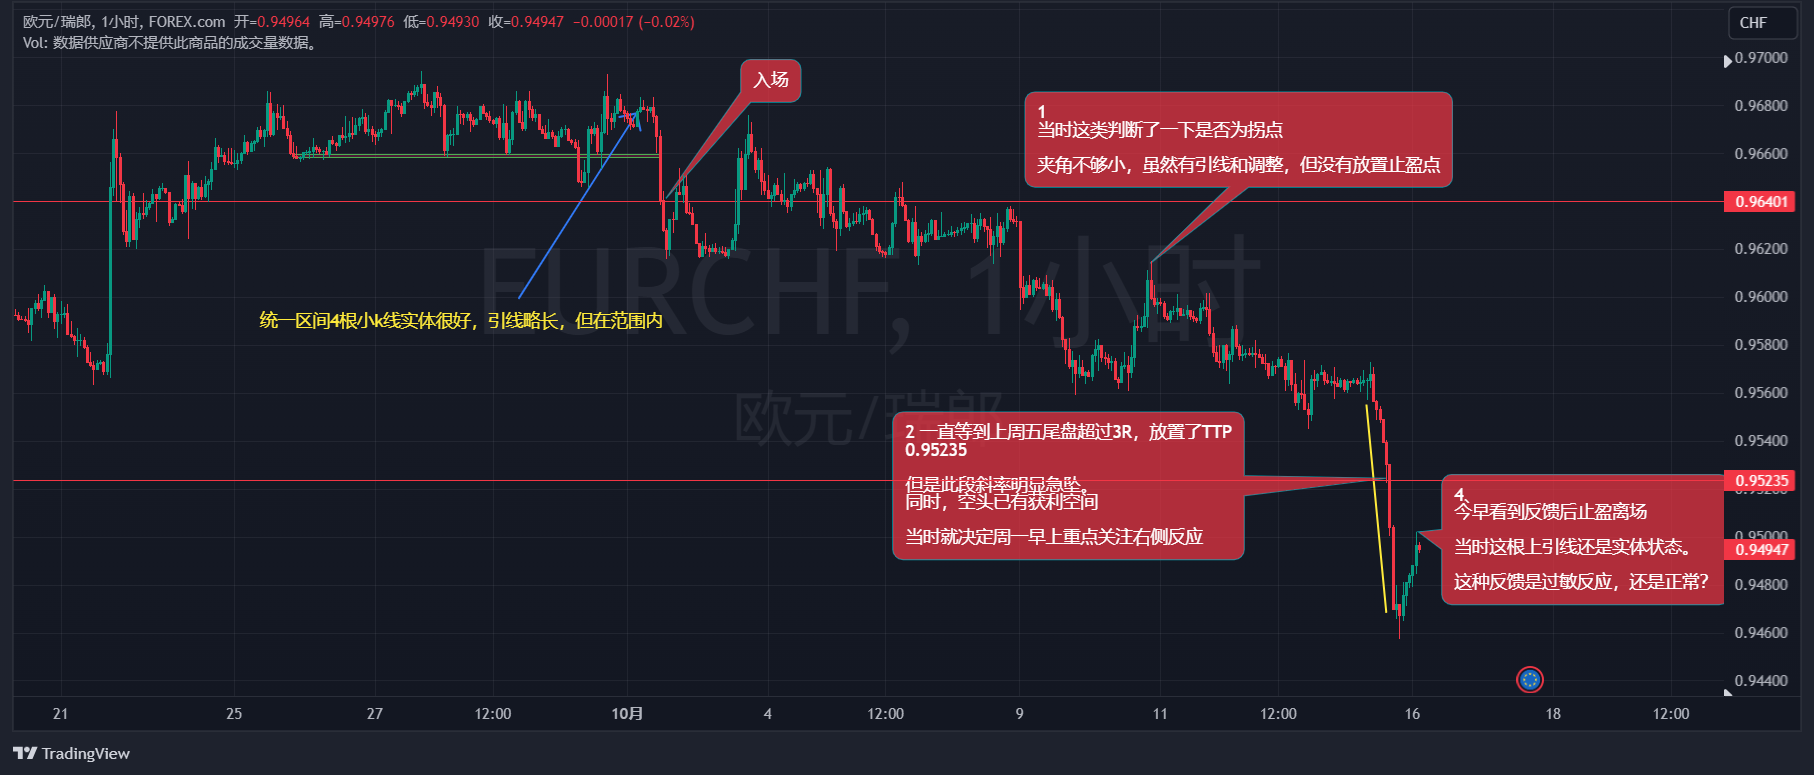 欧元/瑞郎, 1小时, FOREX.com 开=0.94964 高=0.94976 低=0.94930 收=0.94947 −0.00017 (−0.02%)
Vol: 数据供应商不提供此商品的成交量数据。
CHF
0.97000
0.96800
0.96600
0.96401
0.96200
0.96000
0.95800
0.95600
0.95400
0.95235
0.95200
0.95000
0.94947
0.94800
0.94600
0.94400
入场
1
当时这类判断了一下是否为拐点
夹角不够小，虽然有引线和调整，但没有放置止盈点
EURCHF, 1小时
欧元/瑞郎
统一区间4根小k线实体很好，引线略长，但在范围内
2 一直等到上周五尾盘超过3R，放置了TTP
0.95235
但是此段斜率明显急坠。
同时，空头已有获利空间
当时就决定周一早上重点关注右侧反应
4、
今早看到反馈后止盈离场
当时这根上引线还是实体状态。
这种反馈是过敏反应，还是正常？
21 25 27 12:00 10月 4 12:00 9 11 12:00 16 18 12:00
TradingView